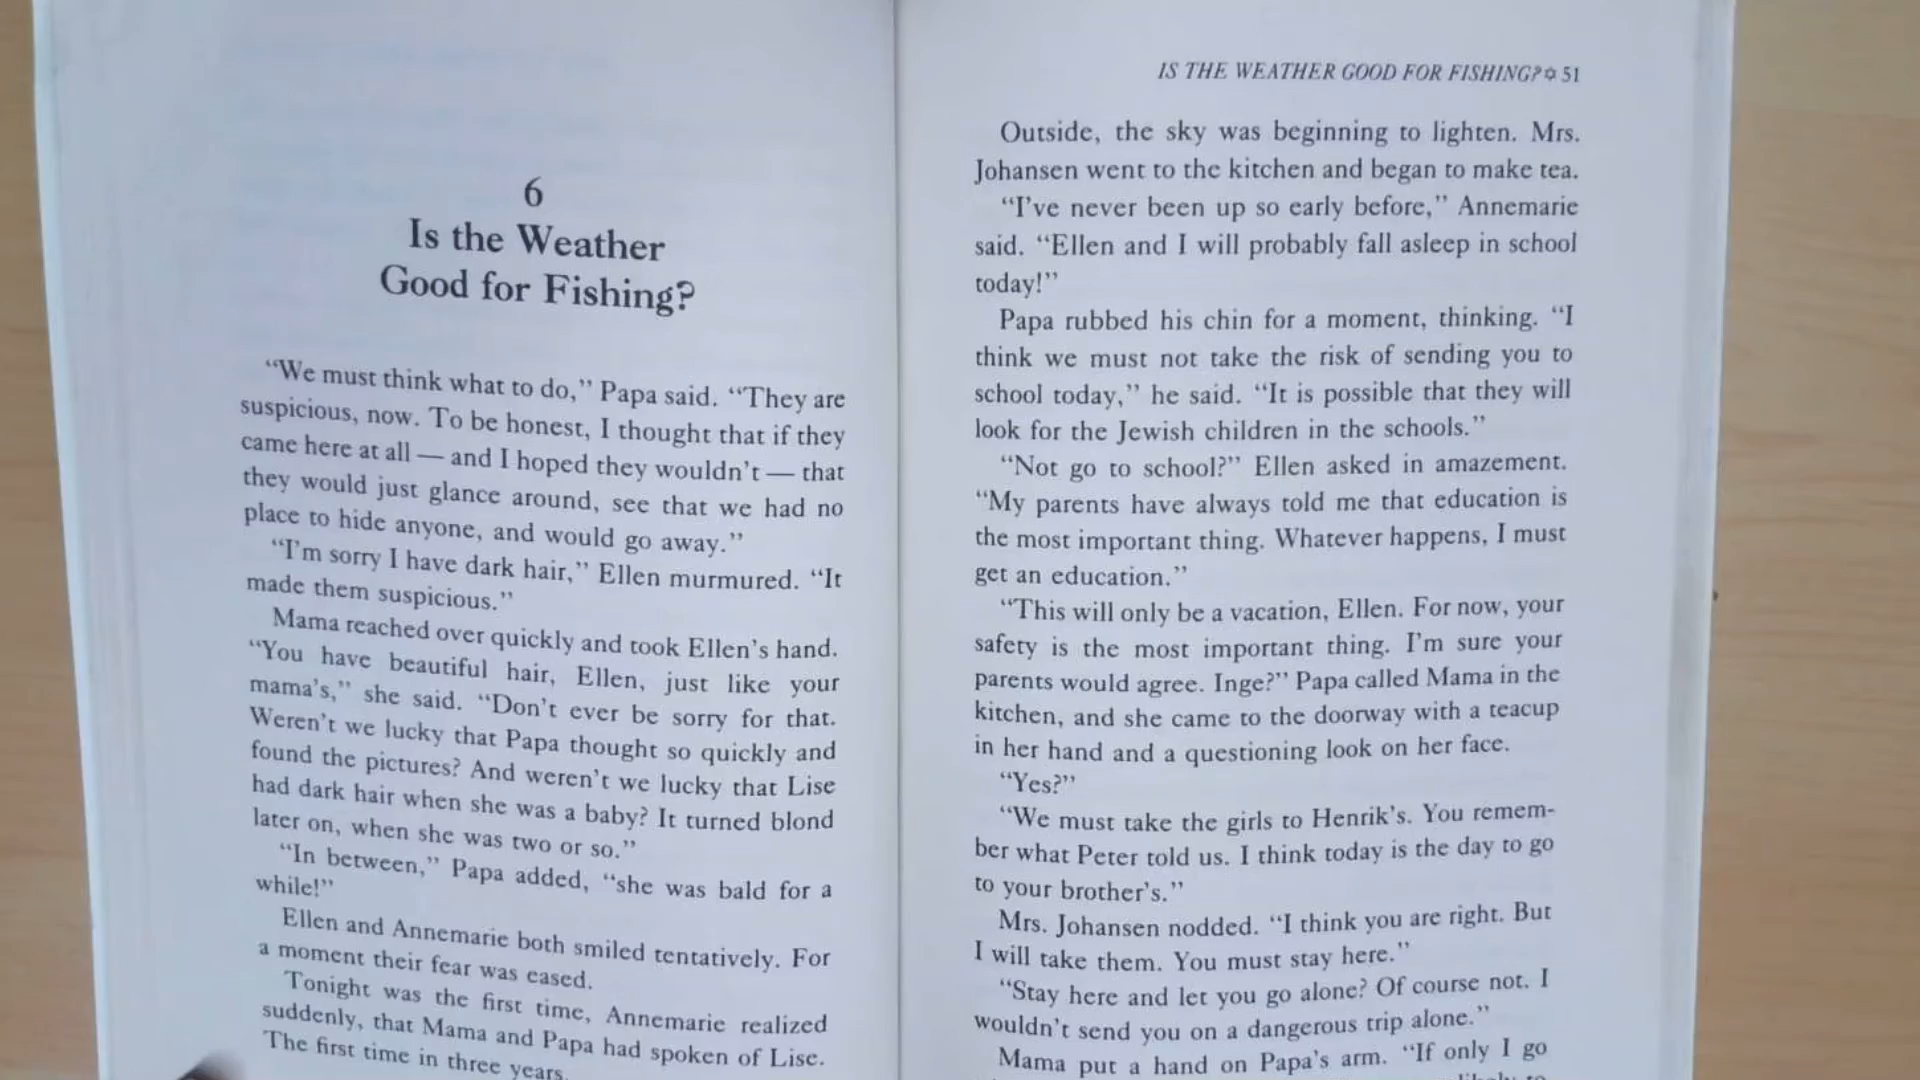 6
Is the Weather
Good for Fishing?
“We must think what to do,” Papa said. “They are
suspicious, now. To be honest, I thought that if they
came here at all — and I hoped they wouldn’t — that
they would just glance around, see that we had no
place to hide anyone, and would go away.”
“I’m sorry I have dark hair,” Ellen murmured. “It
made them suspicious.”
Mama reached over quickly and took Ellen’s hand.
“You have beautiful hair, Ellen, just like your
mama’s,” she said. “Don’t ever be sorry for that.
Weren’t we lucky that Papa thought so quickly and
found the pictures? And weren’t we lucky that Lise
had dark hair when she was a baby? It turned blond
later on, when she was two or so.”
“In between,” Papa added, “she was bald for a
while!”
Ellen and Annemarie both smiled tentatively. For
a moment their fear was eased.
Tonight was the first time, Annemarie realized
suddenly, that Mama and Papa had spoken of Lise.
The first time in three years.
IS THE WEATHER GOOD FOR FISHING?✡ 51
Outside, the sky was beginning to lighten. Mrs.
Johansen went to the kitchen and began to make tea.
“I’ve never been up so early before,” Annemarie
said. “Ellen and I will probably fall asleep in school
today!”
Papa rubbed his chin for a moment, thinking. “I
think we must not take the risk of sending you to
school today,” he said. “It is possible that they will
look for the Jewish children in the schools.”
“Not go to school?” Ellen asked in amazement.
“My parents have always told me that education is
the most important thing. Whatever happens, I must
get an education.”
“This will only be a vacation, Ellen. For now, your
safety is the most important thing. I’m sure your
parents would agree. Inge?” Papa called Mama in the
kitchen, and she came to the doorway with a teacup
in her hand and a questioning look on her face.
“Yes?”
“We must take the girls to Henrik’s. You remem-
ber what Peter told us. I think today is the day to go
to your brother’s.”
Mrs. Johansen nodded. “I think you are right. But
I will take them. You must stay here.”
“Stay here and let you go alone? Of course not. I
wouldn’t send you on a dangerous trip alone.”
Mama put a hand on Papa’s arm. “If only I go